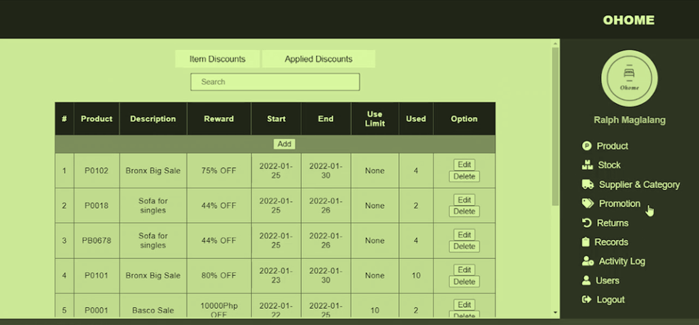 OHOME
Item Discounts Applied Discounts
Search
# Product Description Reward Start End Use Limit Used Option
Add
1 P0102 Bronx Big Sale 75% OFF 2022-01-25 2022-01-30 None 4 Edit Delete
2 P0018 Sofa for singles 44% OFF 2022-01-25 2022-01-26 None 2 Edit Delete
3 PB0678 Sofa for singles 44% OFF 2022-01-25 2022-01-26 None 4 Edit Delete
4 P0101 Bronx Big Sale 80% OFF 2022-01-23 2022-01-30 None 10 Edit Delete
5 P0001 Basco Sale 10000Php OFF 2022-01-22 2022-01-25 10 2 Edit Delete
Ohome
Ralph Maglalang
Product
Stock
Supplier & Category
Promotion
Returns
Records
Activity Log
Users
Logout